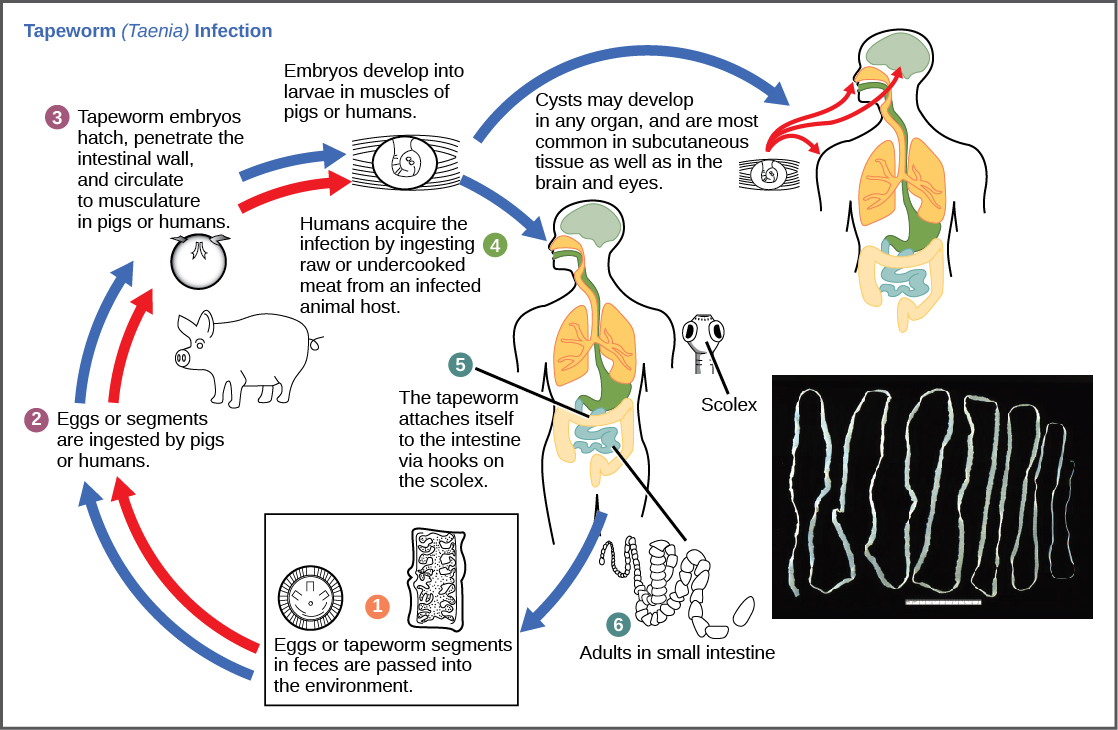 Tapeworm (Taenia) Infection
Embryos develop into
larvae in muscles of
pigs or humans.
3
Tapeworm embryos
hatch, penetrate the
intestinal wall,
and circulate
to musculature
in pigs or humans.
Cysts may develop
in any organ, and are most
common in subcutaneous
tissue as well as in the
brain and eyes.
Humans acquire the
infection by ingesting
raw or undercooked
meat from an infected
animal host.
4
5
The tapeworm
attaches itself
to the intestine
via hooks on
the scolex.
Scolex
2
Eggs or segments
are ingested by pigs
or humans.
1
Eggs or tapeworm segments
in feces are passed into
the environment.
6
Adults in small intestine